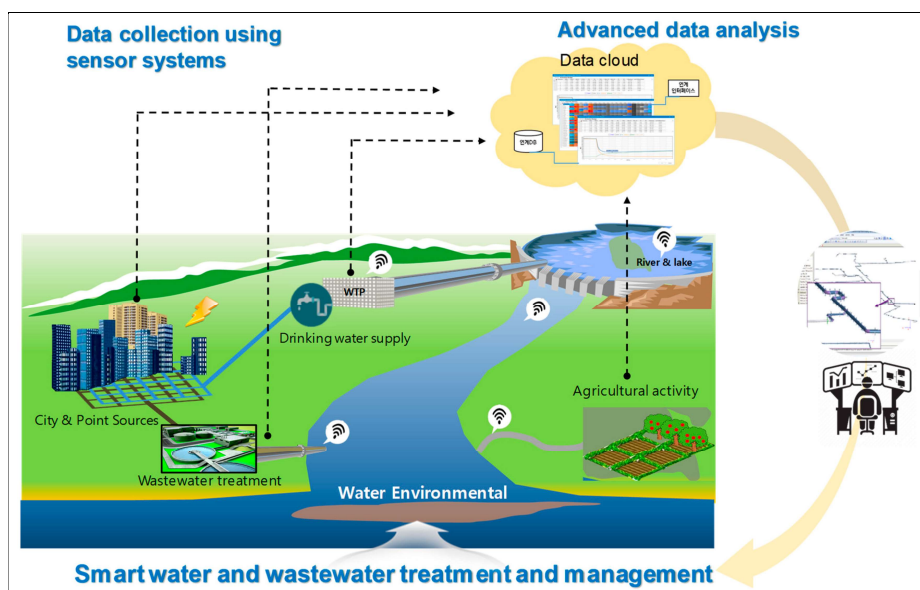 Data collection using
sensor systems
Advanced data analysis
Data cloud
연계
인터페이스
연계DB
River & lake
WTP
Drinking water supply
Agricultural activity
City & Point Sources
Wastewater treatment
Water Environmental
Smart water and wastewater treatment and management